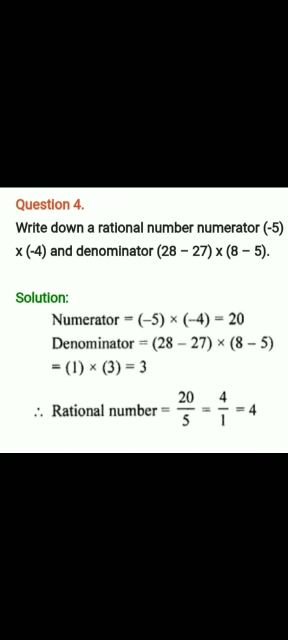 Question 4.
Write down a rational number numerator (-5)
x (-4) and denominator (28 – 27) x (8 – 5).
Solution:
Numerator = (–5) × (–4) = 20
Denominator = (28 – 27) × (8 – 5)
= (1) × (3) = 3
∴ Rational number = 20/5 = 4/1 = 4